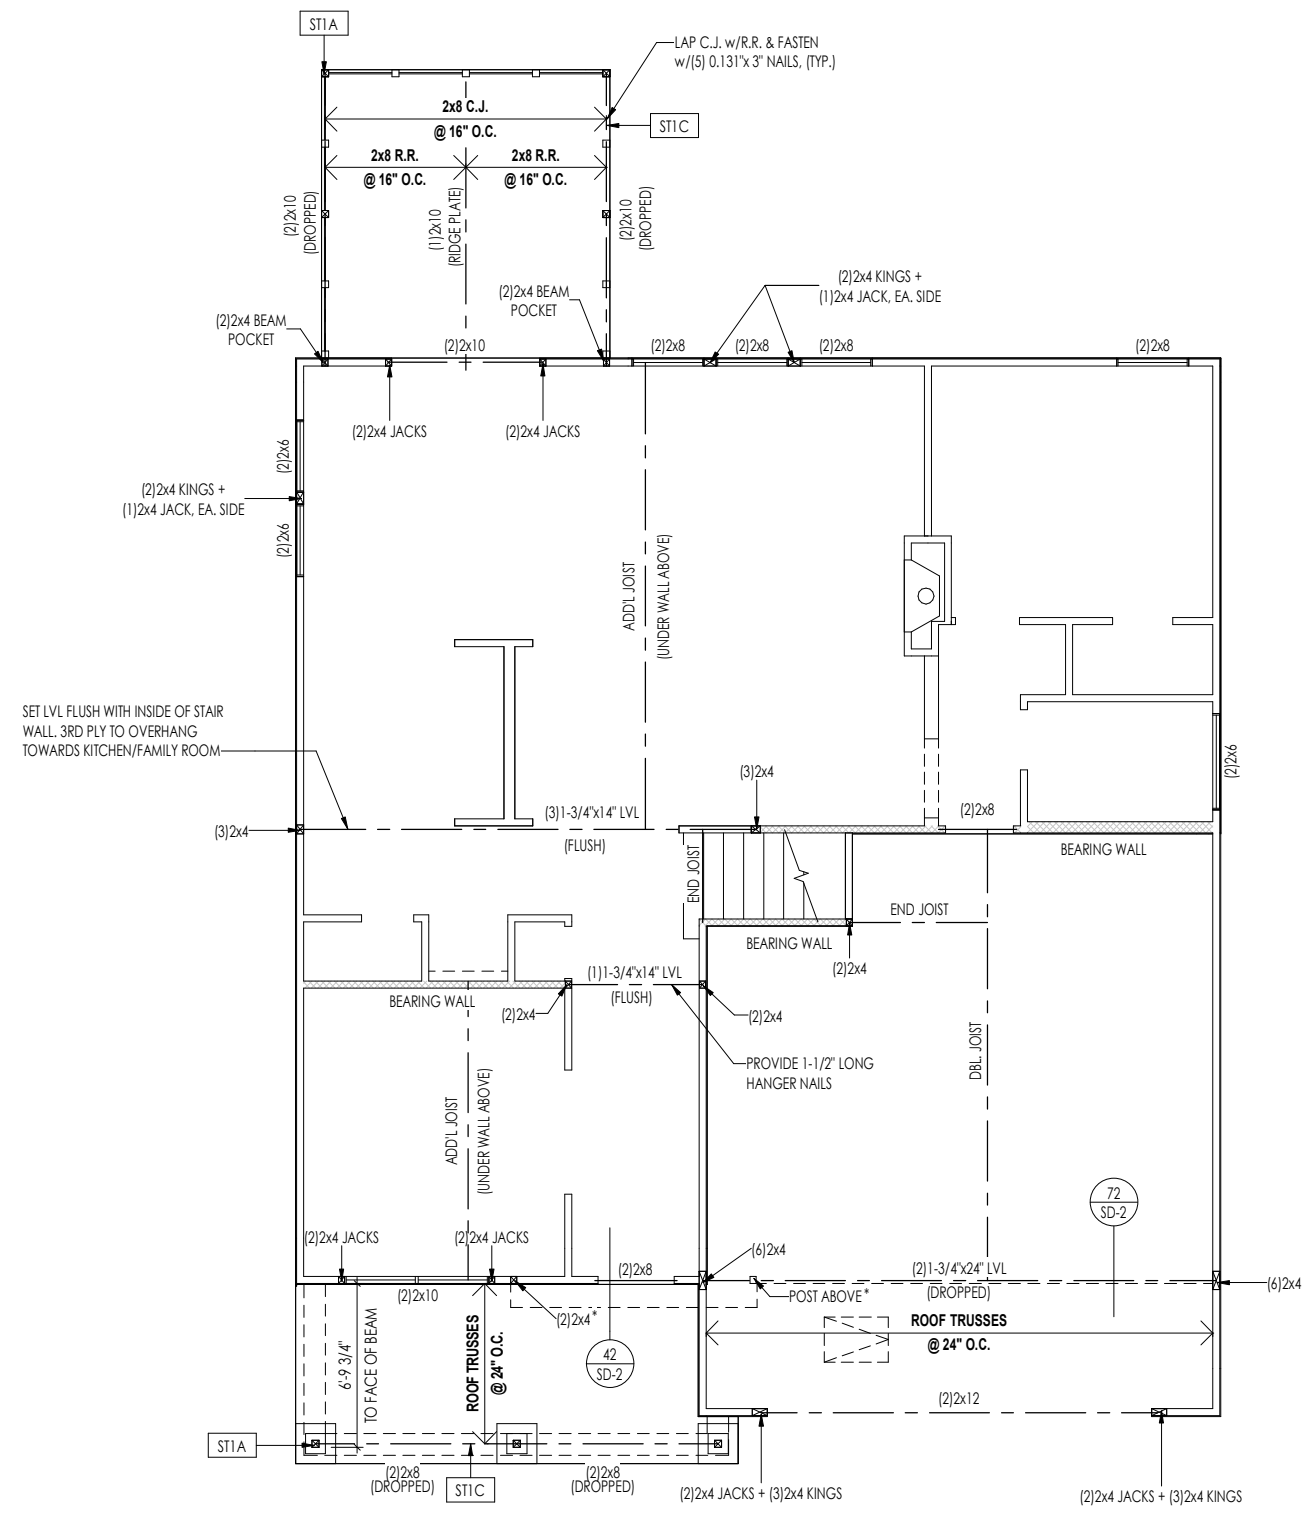 ST1A
LAP C.J. w/R.R. & FASTEN
w/(5) 0.131"x 3" NAILS, (TYP.)
2x8 C.J.
@ 16" O.C.
ST1C
2x8 R.R.
@ 16" O.C.
2x8 R.R.
@ 16" O.C.
(2)2x10
(DROPPED)
(1)2x10
(RIDGE PLATE)
(2)2x10
(DROPPED)
(2)2x4 KINGS +
(1)2x4 JACK, EA. SIDE
(2)2x4 BEAM
POCKET
(2)2x4 BEAM
POCKET
(2)2x10
(2)2x8
(2)2x8
(2)2x8
(2)2x8
(2)2x4 JACKS
(2)2x4 JACKS
(2)2x6
(2)2x4 KINGS +
(1)2x4 JACK, EA. SIDE
(2)2x6
ADD'L JOIST
(UNDER WALL ABOVE)
SET LVL FLUSH WITH INSIDE OF STAIR
WALL. 3RD PLY TO OVERHANG
TOWARDS KITCHEN/FAMILY ROOM
(2)2x6
(3)2x4
(3)2x4
(3)1-3/4"x14" LVL
(FLUSH)
(2)2x8
BEARING WALL
END JOIST
END JOIST
BEARING WALL
(2)2x4
(1)1-3/4"x14" LVL
(FLUSH)
BEARING WALL
(2)2x4
(2)2x4
DBL. JOIST
PROVIDE 1-1/2" LONG
HANGER NAILS
ADD'L JOIST
(UNDER WALL ABOVE)
72
SD-2
(2)2x4 JACKS
(2)2x4 JACKS
(6)2x4
(2)2x8
(2)1-3/4"x24" LVL
(DROPPED)
(6)2x4
(2)2x10
POST ABOVE*
(2)2x4*
ROOF TRUSSES
@ 24" O.C.
6'-9 3/4"
TO FACE OF BEAM
ROOF TRUSSES
@ 24" O.C.
42
SD-2
(2)2x12
ST1A
(2)2x8
(DROPPED)
ST1C
(2)2x8
(DROPPED)
(2)2x4 JACKS + (3)2x4 KINGS
(2)2x4 JACKS + (3)2x4 KINGS